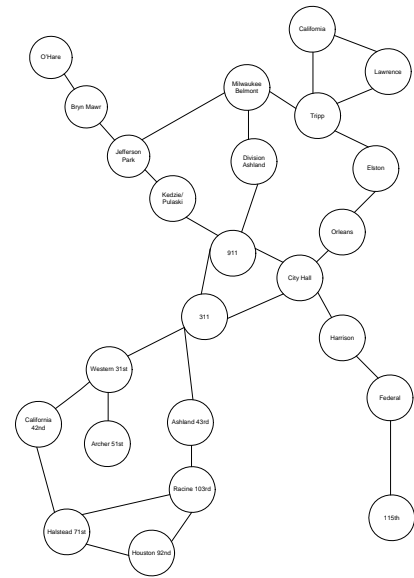 California
O'Hare
Lawrence
Milwaukee
Belmont
Bryn Mawr
Tripp
Jefferson
Park
Division
Ashland
Elston
Kedzie/
Pulaski
Orleans
911
City Hall
311
Harrison
Western 31st
Federal
California
42nd
Ashland 43rd
Archer 51st
Racine 103rd
115th
Halstead 71st
Houston 92nd